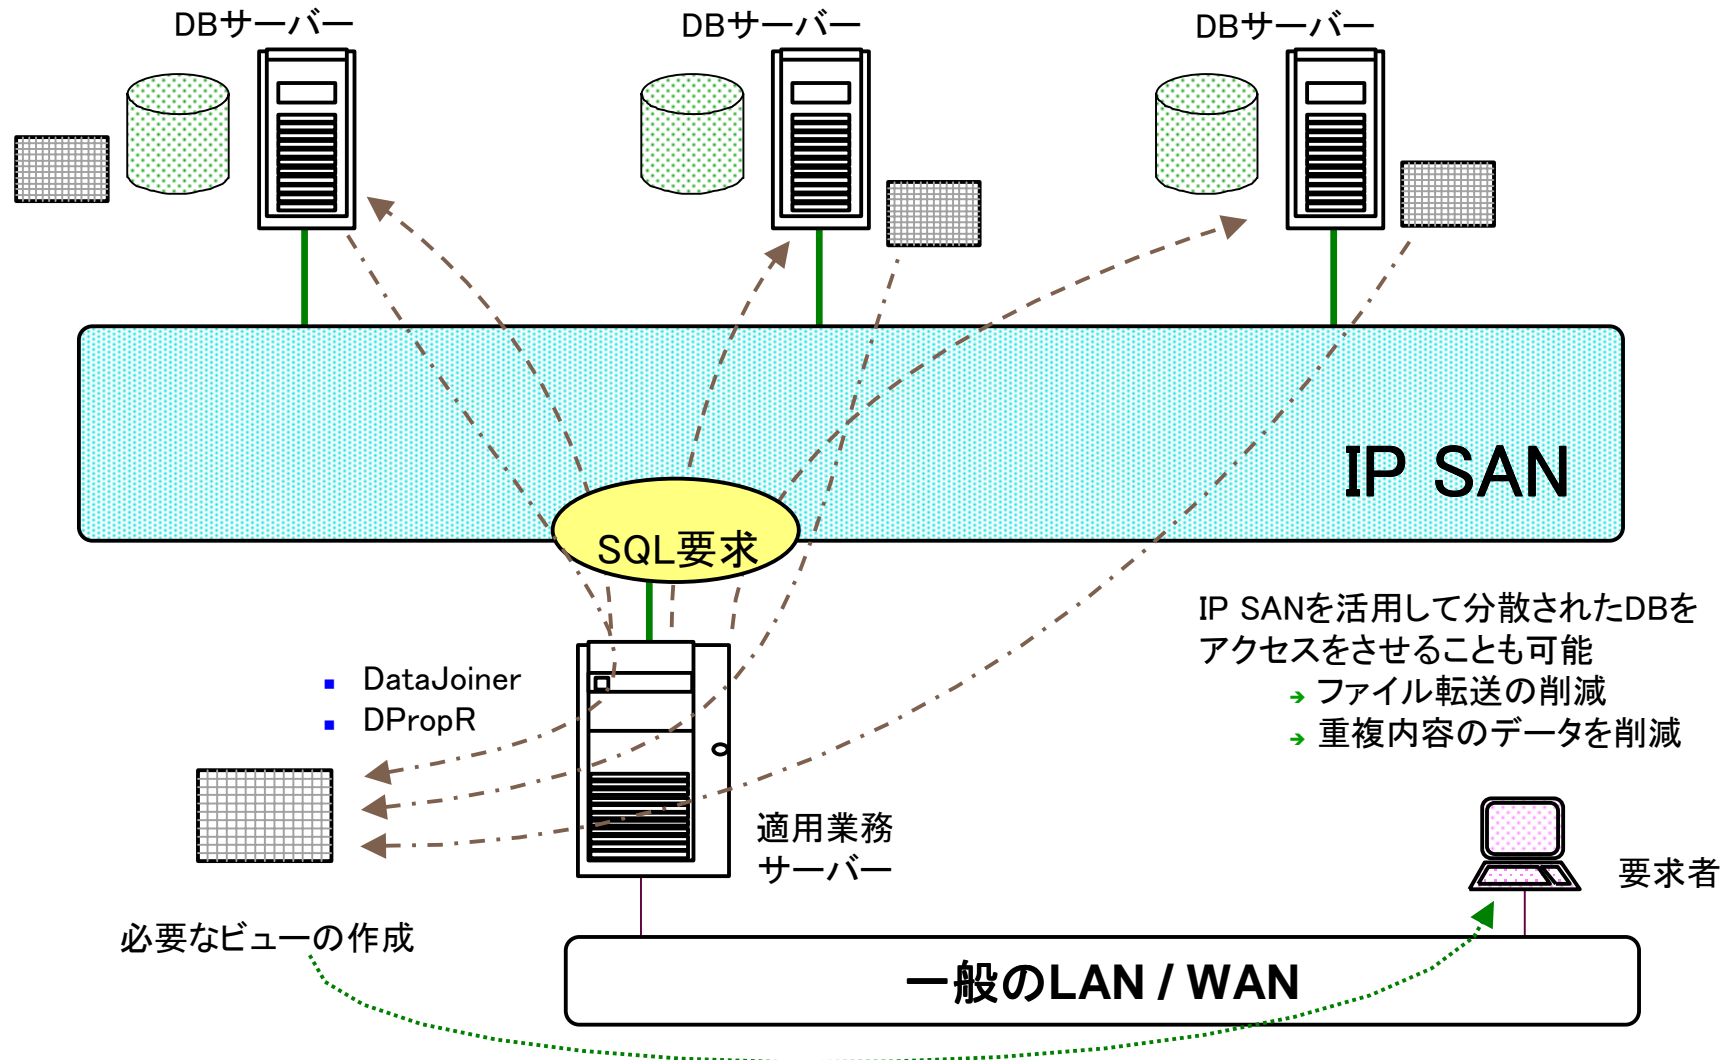 DBサーバー
DBサーバー
DBサーバー
IP SAN
SQL要求
IP SANを活用して分散されたDBを
アクセスをさせることも可能
ファイル転送の削減
重複内容のデータを削減
DataJoiner
DPropR
適用業務
サーバー
要求者
必要なビューの作成
一般のLAN / WAN